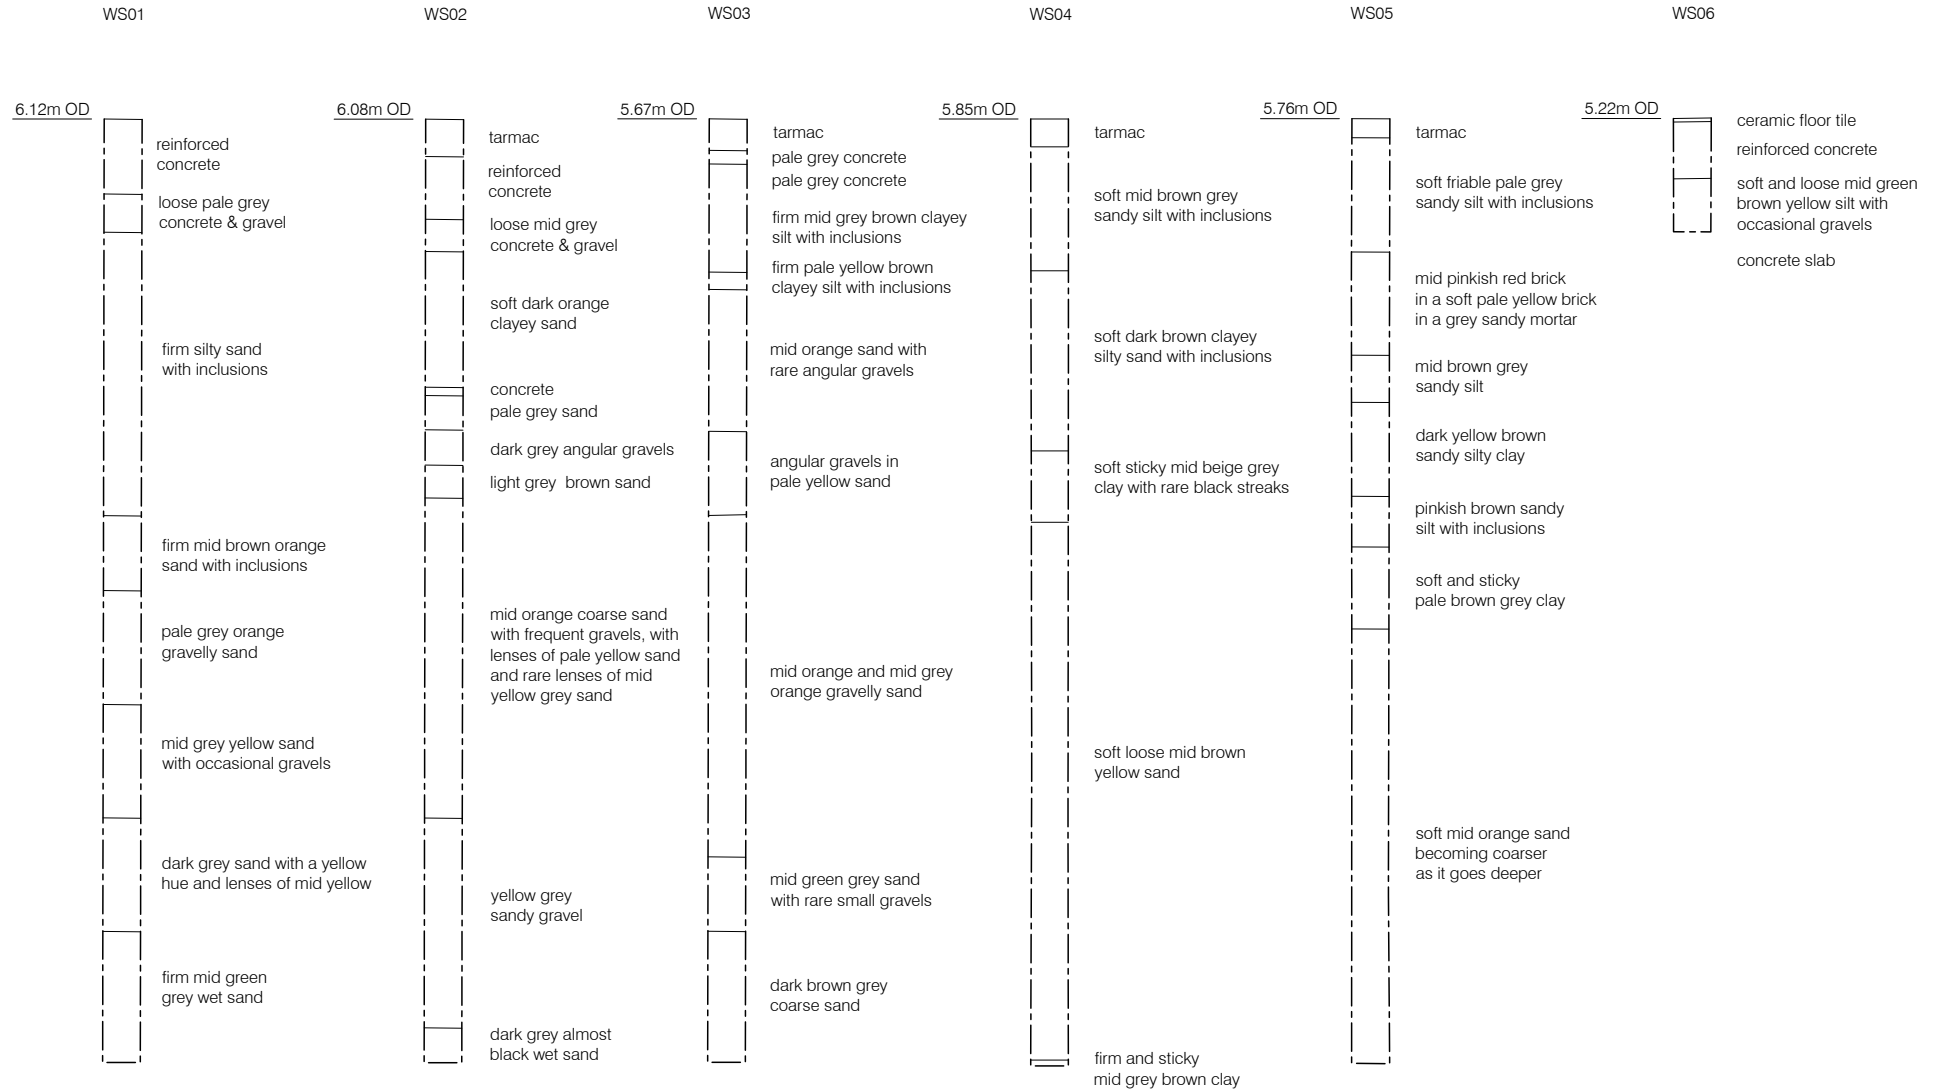 WS01
WS02
WS03
WS04
WS05
WS06
6.12m OD
reinforced
concrete
loose pale grey
concrete & gravel
firm silty sand
with inclusions
firm mid brown orange
sand with inclusions
pale grey orange
gravelly sand
mid grey yellow sand
with occasional gravels
dark grey sand with a yellow
hue and lenses of mid yellow
firm mid green
grey wet sand
6.08m OD
tarmac
reinforced
concrete
loose mid grey
concrete & gravel
soft dark orange
clayey sand
concrete
pale grey sand
dark grey angular gravels
light grey brown sand
mid orange coarse sand
with frequent gravels, with
lenses of pale yellow sand
and rare lenses of mid
yellow grey sand
yellow grey
sandy gravel
dark grey almost
black wet sand
5.67m OD
tarmac
pale grey concrete
pale grey concrete
firm mid grey brown clayey
silt with inclusions
firm pale yellow brown
clayey silt with inclusions
mid orange sand with
rare angular gravels
angular gravels in
pale yellow sand
mid orange and mid grey
orange gravelly sand
mid green grey sand
with rare small gravels
dark brown grey
coarse sand
5.85m OD
tarmac
soft mid brown grey
sandy silt with inclusions
soft dark brown clayey
silty sand with inclusions
soft sticky mid beige grey
clay with rare black streaks
soft loose mid brown
yellow sand
firm and sticky
mid grey brown clay
5.76m OD
tarmac
soft friable pale grey
sandy silt with inclusions
mid pinkish red brick
in a soft pale yellow brick
in a grey sandy mortar
mid brown grey
sandy silt
dark yellow brown
sandy silty clay
pinkish brown sandy
silt with inclusions
soft and sticky
pale brown grey clay
soft mid orange sand
becoming coarser
as it goes deeper
5.22m OD
ceramic floor tile
reinforced concrete
soft and loose mid green
brown yellow silt with
occasional gravels
concrete slab